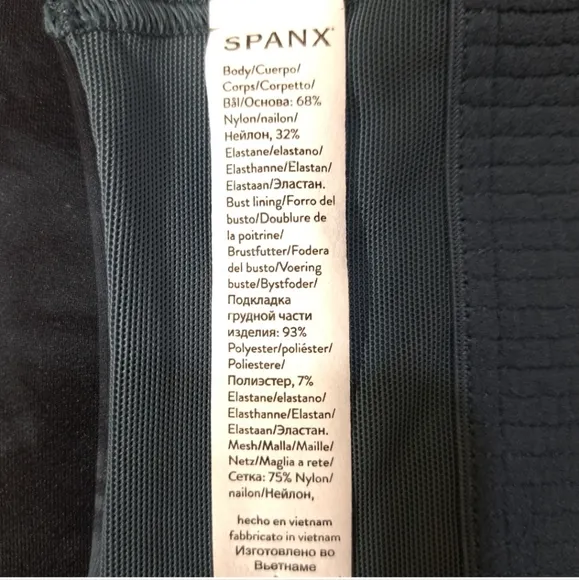 SPANX
Body/Cuerpo/
Corps/Corpetto/
Bål/Основа: 68%
Nylon/nailon/
Нейлон, 32%
Elastane/elastano/
Elasthanne/Elastan/
Elastaan/Эластан.
Bust lining/Forro del
busto/Doublure de
la poitrine/
Brustfutter/Fodera
del busto/Voering
buste/Bystfoder/
Подкладка
грудной части
изделия: 93%
Polyester/poliéster/
Poliestere/
Полиэстер, 7%
Elastane/elastano/
Elasthanne/Elastan/
Elastaan/Эластан.
Mesh/Malla/Maille/
Netz/Maglia a rete/
Сетка: 75% Nylon/
nailon/Нейлон,
hecho en vietnam
fabbricato in vietnam
Изготовлено во
Вьетнаме